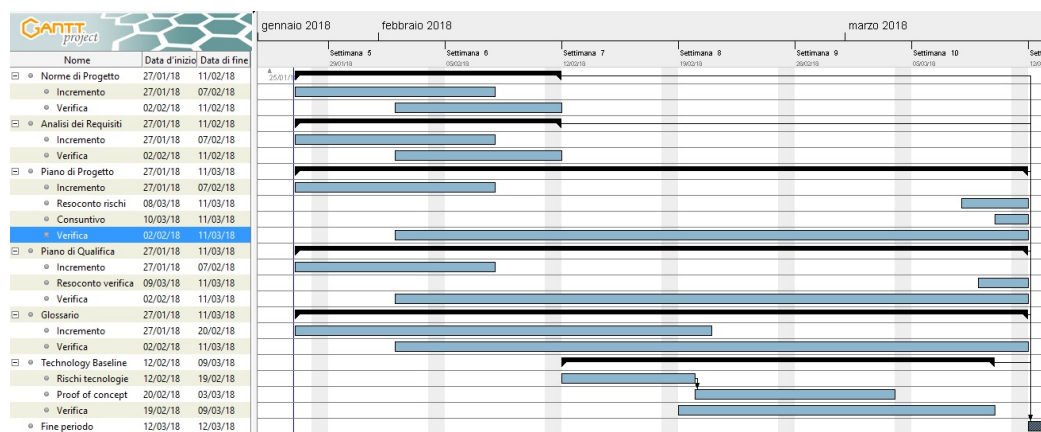 GANTT
project
gennaio 2018 febbraio 2018 marzo 2018
Settimana 5 Settimana 6 Settimana 7 Settimana 8 Settimana 9 Settimana 10
29/01/18 05/02/18 12/02/18 19/02/18 26/02/18 05/03/18
Nome Data d'inizio Data di fine
Norme di Progetto 27/01/18 11/02/18
Incremento 27/01/18 07/02/18
Verifica 02/02/18 11/02/18
Analisi dei Requisiti 27/01/18 11/02/18
Incremento 27/01/18 07/02/18
Verifica 02/02/18 11/02/18
Piano di Progetto 27/01/18 11/03/18
Incremento 27/01/18 07/02/18
Resoconto rischi 08/03/18 11/03/18
Consuntivo 10/03/18 11/03/18
Verifica 02/02/18 11/03/18
Piano di Qualifica 27/01/18 11/03/18
Incremento 27/01/18 07/02/18
Resoconto verifica 09/03/18 11/03/18
Verifica 02/02/18 11/03/18
Glossario 27/01/18 11/03/18
Incremento 27/01/18 20/02/18
Verifica 02/02/18 11/03/18
Technology Baseline 12/02/18 09/03/18
Rischi tecnologie 12/02/18 19/02/18
Proof of concept 20/02/18 03/03/18
Verifica 19/02/18 09/03/18
Fine periodo 12/03/18 12/03/18